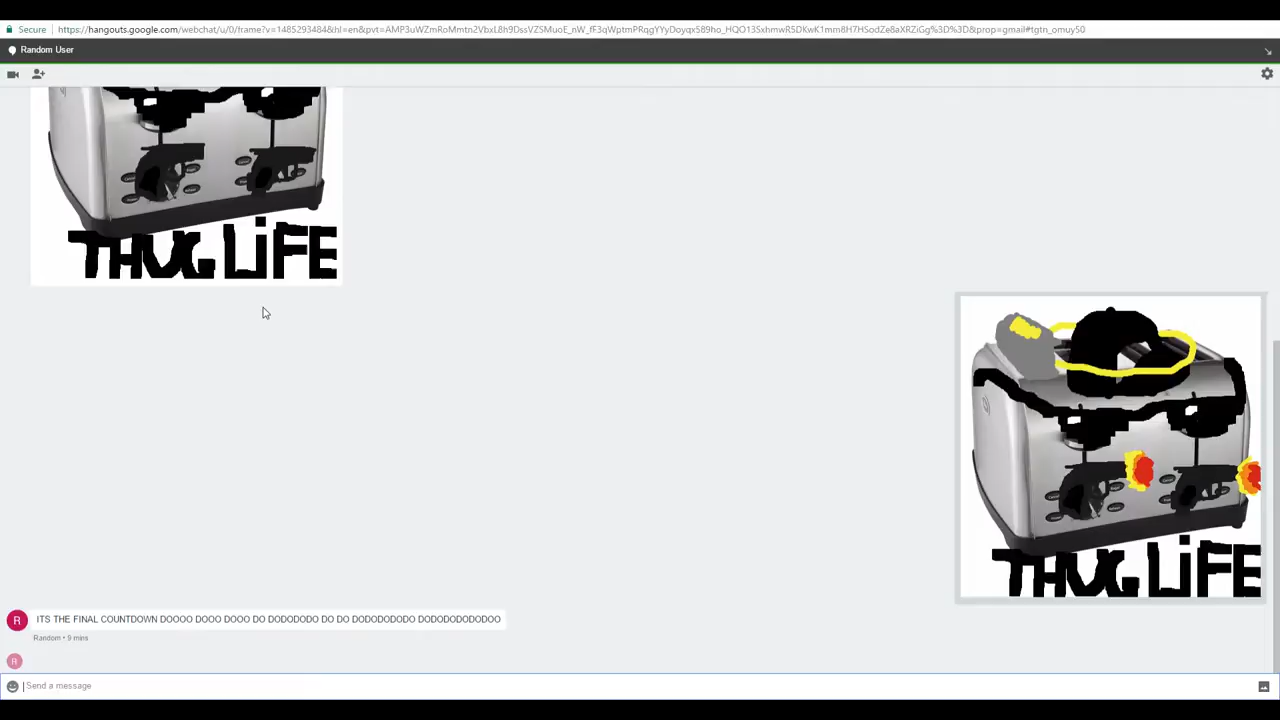 Secure https://hangouts.google.com/webchat/u/0/frame?v=1485293484&hl=en&pvt=AMP3uWZmRoMmtn2VbxL8h9DssVZSMuoE_nW_fF3qWptmPRqgYYyDoyqx589ho_HQO13SxhmwR5DKwK1mm8H7HSodZe8aXRZiGg%3D%3D&prop=gmail#tgtn_omuy50
Random User
THUG LiFE
THUG LiFE
R ITS THE FINAL COUNTDOWN DOOOO DOOO DOOO DO DODODODO DO DO DODODODODO DODODODODODOO
Random • 9 mins
R
Send a message